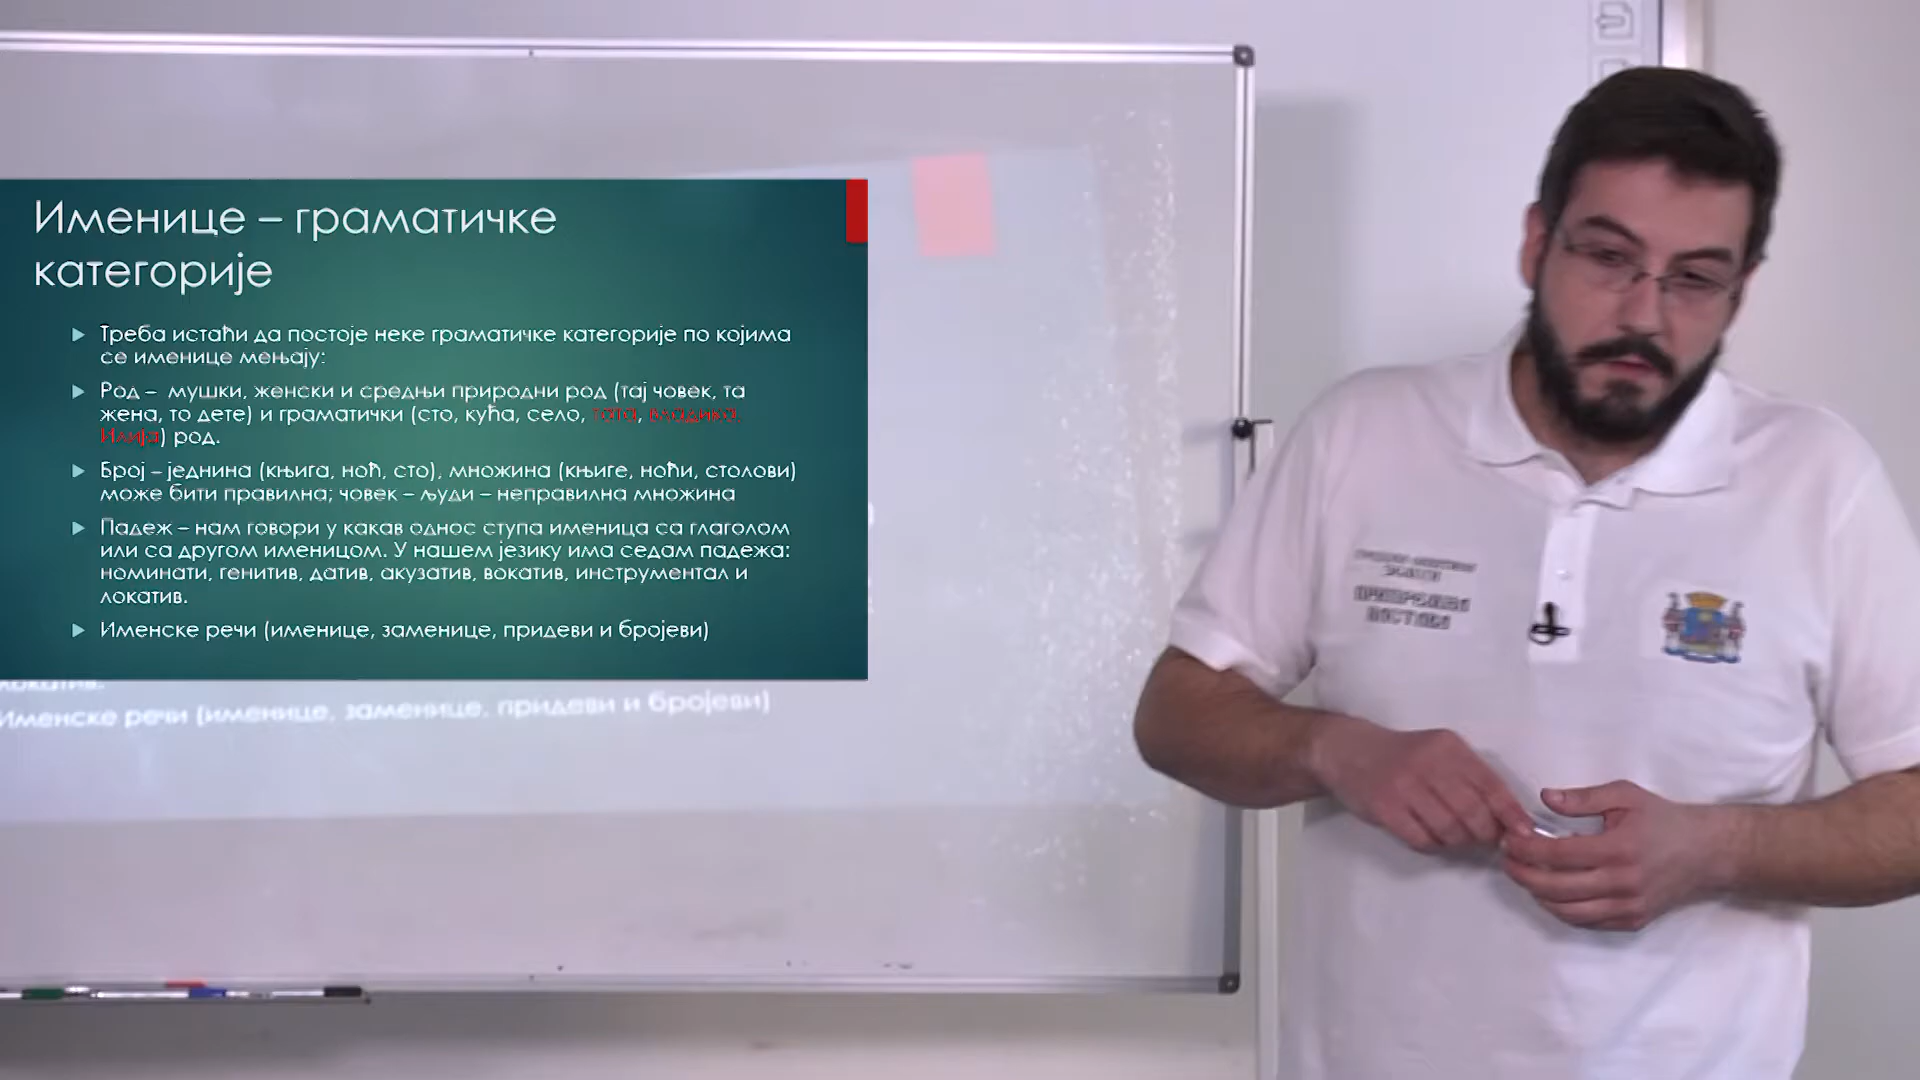 Именице – граматичке
категорије
Треба истаћи да постоје неке граматичке категорије по којима
се именице мењају:
Род – мушки, женски и средњи природни род (тај човек, та
жена, то дете) и граматички (сто, кућа, село, тата, владика,
Илија) род.
Број – једнина (књига, ноћ, сто), множина (књиге, ноћи, столови)
може бити правилна; човек – људи – неправилна множина
Падеж – нам говори у какав однос ступа именица са глаголом
или са другом именицом. У нашем језику има седам падежа:
номинати, генитив, датив, акузатив, вокатив, инструментал и
локатив.
Именске речи (именице, заменице, придеви и бројеви)
локатив.
Именске речи (именице, заменице, придеви и бројеви)